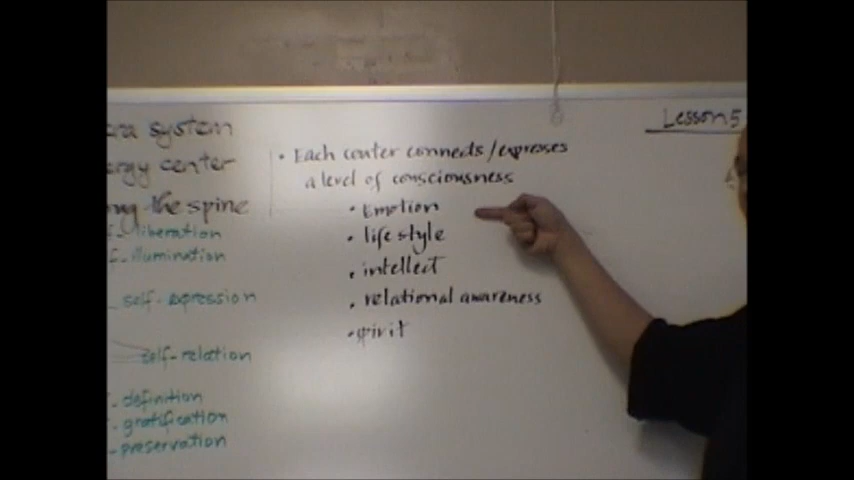 Lesson 5
ra system
rgy center
ng the spine
f-liberation
f-illumination
self-expression
self-relation
-definition
-gratification
-preservation
• Each center connects/expresses
a level of consciousness
• Emotion
• life style
• intellect
• relational awareness
• spirit